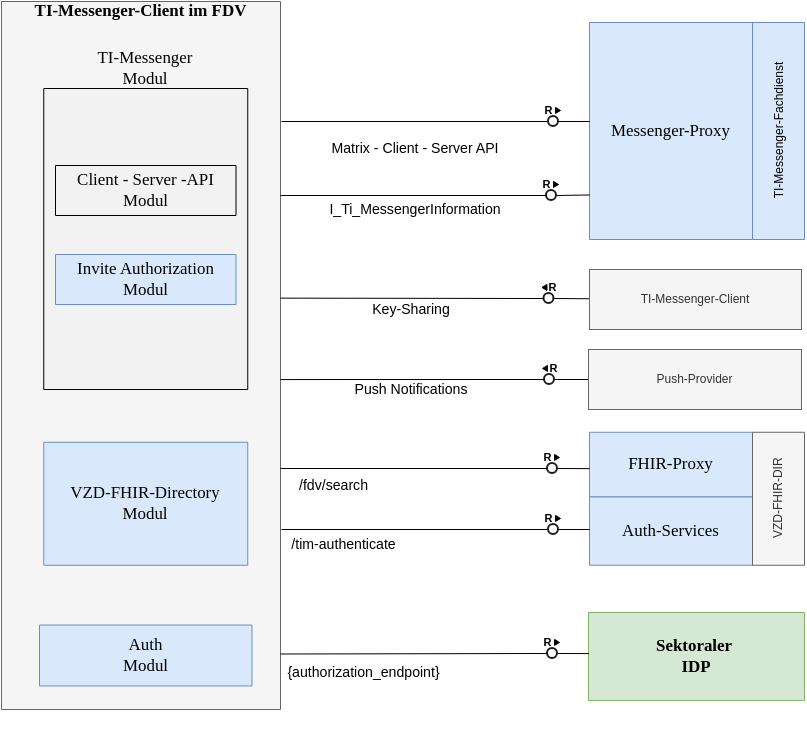 TI-Messenger-Client im FDV
TI-Messenger
Modul
Client - Server -API
Modul
Invite Authorization
Modul
VZD-FHIR-Directory
Modul
Auth
Modul
R
Matrix - Client - Server API
R
I_Ti_MessengerInformation
R
Key-Sharing
R
Push Notifications
R
/fdv/search
R
/tim-authenticate
R
{authorization_endpoint}
Messenger-Proxy
TI-Messenger-Fachdienst
TI-Messenger-Client
Push-Provider
FHIR-Proxy
Auth-Services
VZD-FHIR-DIR
Sektoraler
IDP